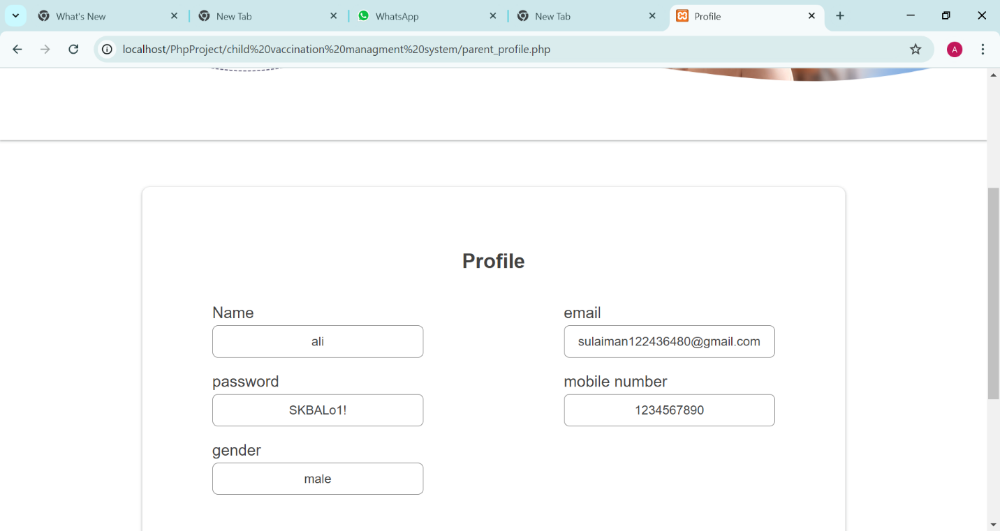 What's New
New Tab
WhatsApp
New Tab
Profile
localhost/PhpProject/child%20vaccination%20managment%20system/parent_profile.php
A
Profile
Name
email
ali
sulaiman122436480@gmail.com
password
mobile number
SKBALo1!
1234567890
gender
male